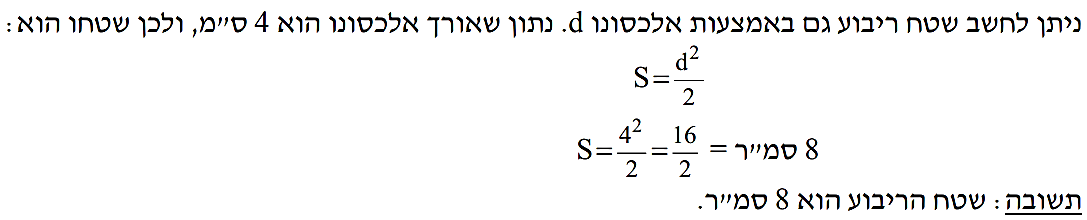 ניתן לחשב שטח ריבוע גם באמצעות אלכסונו d. נתון שאורך אלכסונו הוא 4 ס״מ, ולכן שטחו הוא:
S = d²/2
S = 4²/2 = 16/2 = 8 סמ״ר
תשובה: שטח הריבוע הוא 8 סמ״ר.